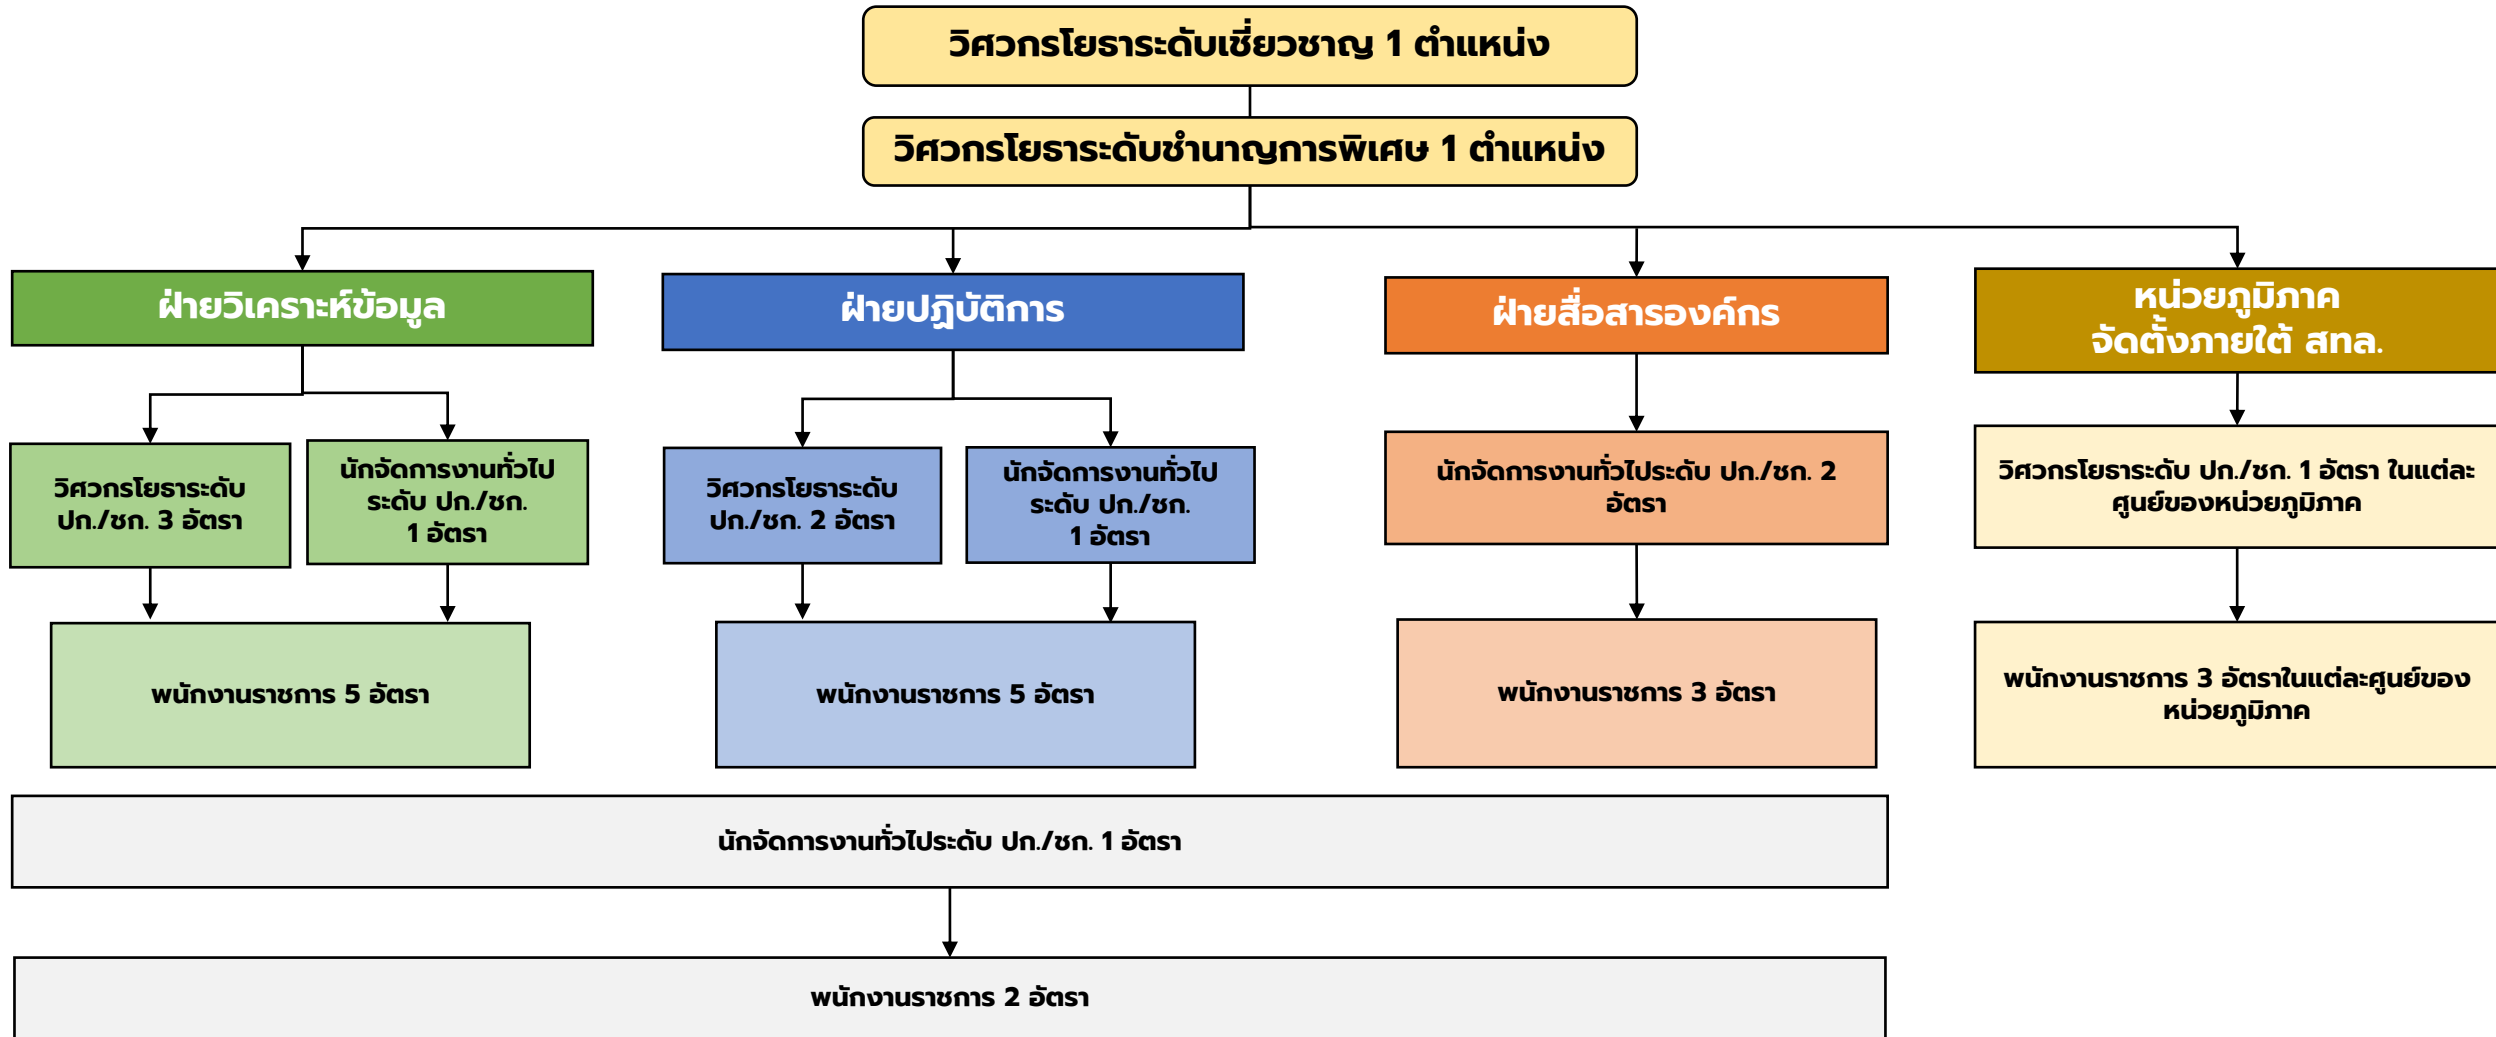 วิศวกรโยธาระดับเชี่ยวชาญ 1 ตำแหน่ง
วิศวกรโยธาระดับชำนาญการพิเศษ 1 ตำแหน่ง
ฝ่ายวิเคราะห์ข้อมูล
ฝ่ายปฏิบัติการ
ฝ่ายสื่อสารองค์กร
หน่วยภูมิภาค
จัดตั้งภายใต้ สทล.
วิศวกรโยธาระดับ
ปก./ชก. 3 อัตรา
นักจัดการงานทั่วไป
ระดับ ปก./ชก.
1 อัตรา
วิศวกรโยธาระดับ
ปก./ชก. 2 อัตรา
นักจัดการงานทั่วไป
ระดับ ปก./ชก.
1 อัตรา
นักจัดการงานทั่วไประดับ ปก./ชก. 2
อัตรา
วิศวกรโยธาระดับ ปก./ชก. 1 อัตรา ในแต่ละ
ศูนย์ของหน่วยภูมิภาค
พนักงานราชการ 5 อัตรา
พนักงานราชการ 5 อัตรา
พนักงานราชการ 3 อัตรา
พนักงานราชการ 3 อัตราในแต่ละศูนย์ของ
หน่วยภูมิภาค
นักจัดการงานทั่วไประดับ ปก./ชก. 1 อัตรา
พนักงานราชการ 2 อัตรา